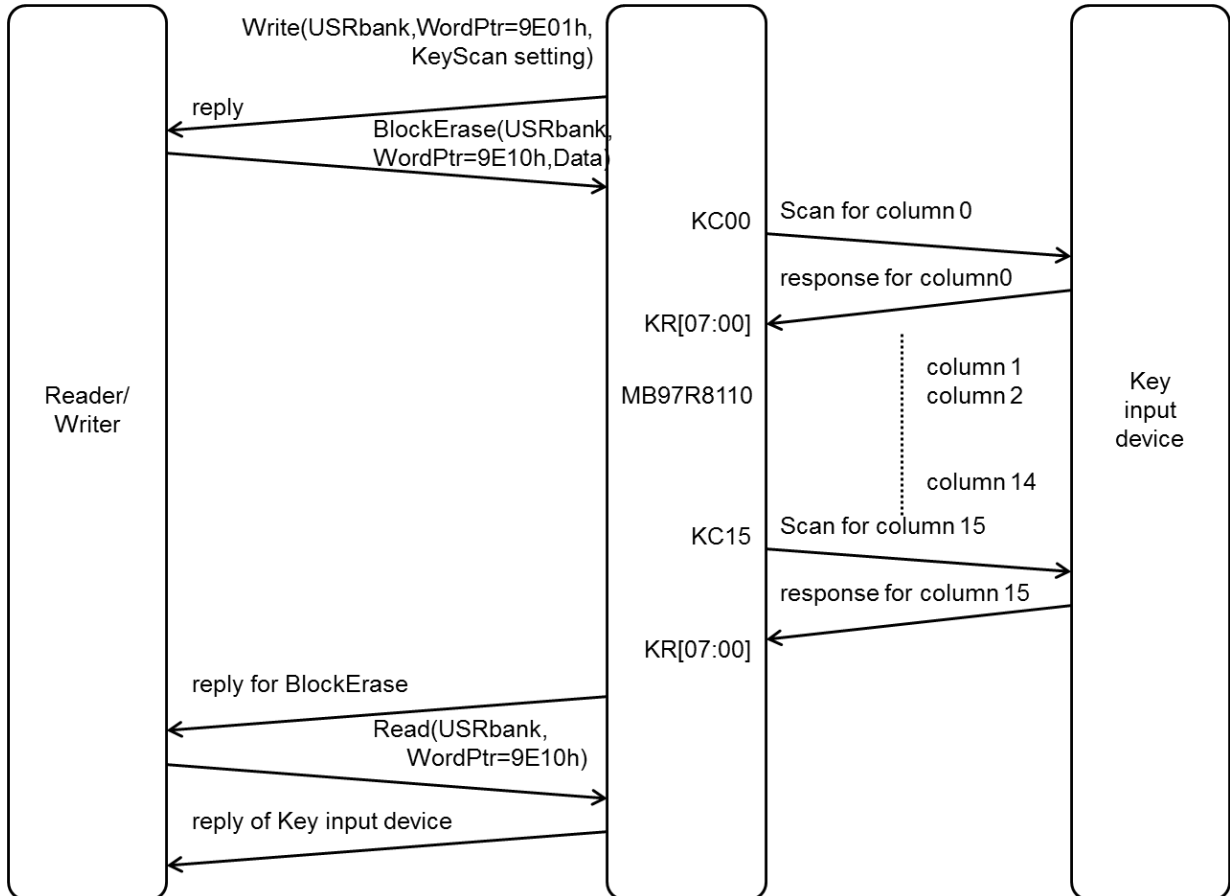 Write(USRbank,WordPtr=9E01h,
KeyScan setting)
reply
BlockErase(USRbank,
WordPtr=9E10h,Data)
KC00
Scan for column 0
response for column0
KR[07:00]
column 1
Reader/
Writer
MB97R8110
column 2
Key
input
device
column 14
KC15
Scan for column 15
response for column 15
KR[07:00]
reply for BlockErase
Read(USRbank,
WordPtr=9E10h)
reply of Key input device